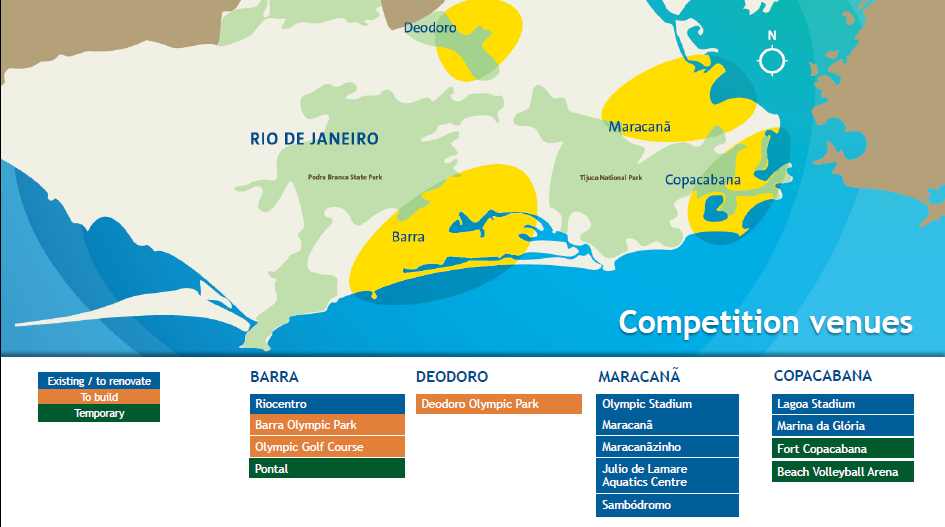 Deodoro
N
Maracanã
RIO DE JANEIRO
Pedra Branca State Park
Tijuca National Park
Copacabana
Barra
Competition venues
Existing / to renovate
To build
Temporary
BARRA
Riocentro
Barra Olympic Park
Olympic Golf Course
Pontal
DEODORO
Deodoro Olympic Park
MARACANÃ
Olympic Stadium
Maracanã
Maracanãzinho
Julio de Lamare
Aquatics Centre
Sambódromo
COPACABANA
Lagoa Stadium
Marina da Glória
Fort Copacabana
Beach Volleyball Arena